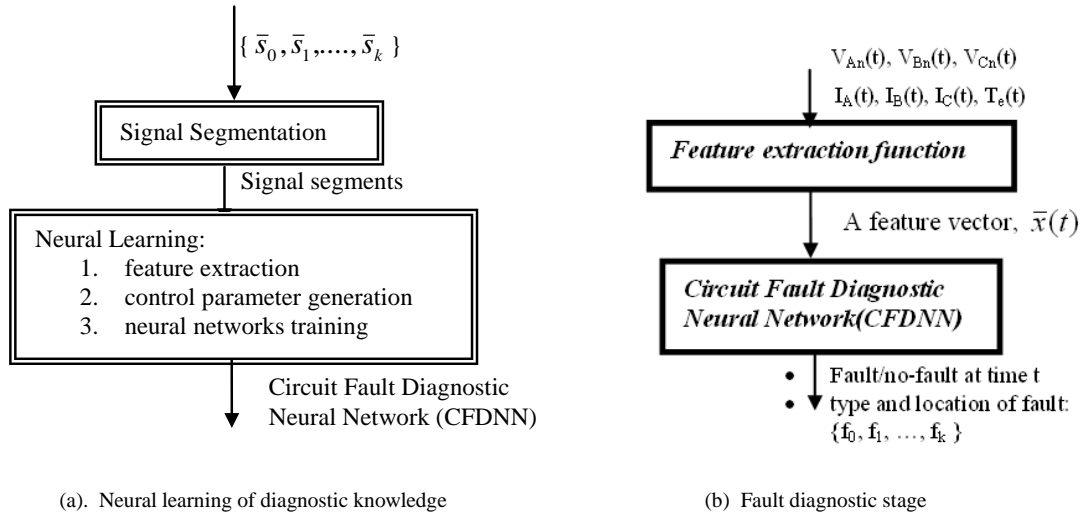 { s̄₀, s̄₁,...., s̄ₖ }
Signal Segmentation
Signal segments
Neural Learning:
1. feature extraction
2. control parameter generation
3. neural networks training
Circuit Fault Diagnostic
Neural Network (CFDNN)
(a). Neural learning of diagnostic knowledge
V_An(t), V_Bn(t), V_Cn(t)
I_A(t), I_B(t), I_C(t), T_e(t)
Feature extraction function
A feature vector, x̄(t)
Circuit Fault Diagnostic
Neural Network(CFDNN)
• Fault/no-fault at time t
• type and location of fault:
{f₀, f₁, ..., fₖ }
(b) Fault diagnostic stage